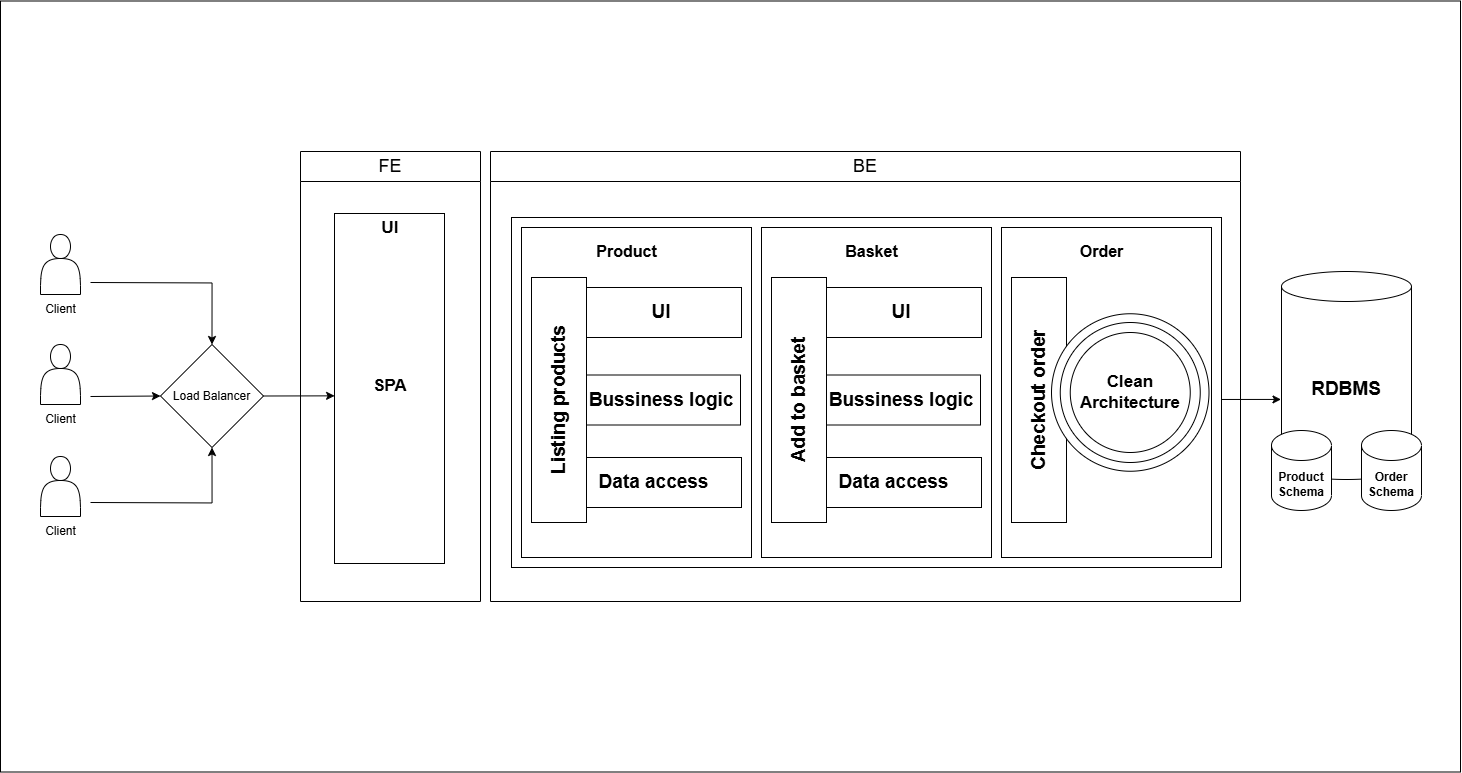 FE
BE
UI
SPA
Client
Client
Client
Load Balancer
Product
Listing products
UI
Bussiness logic
Data access
Basket
Add to basket
UI
Bussiness logic
Data access
Order
Checkout order
Clean
Architecture
RDBMS
Product
Schema
Order
Schema